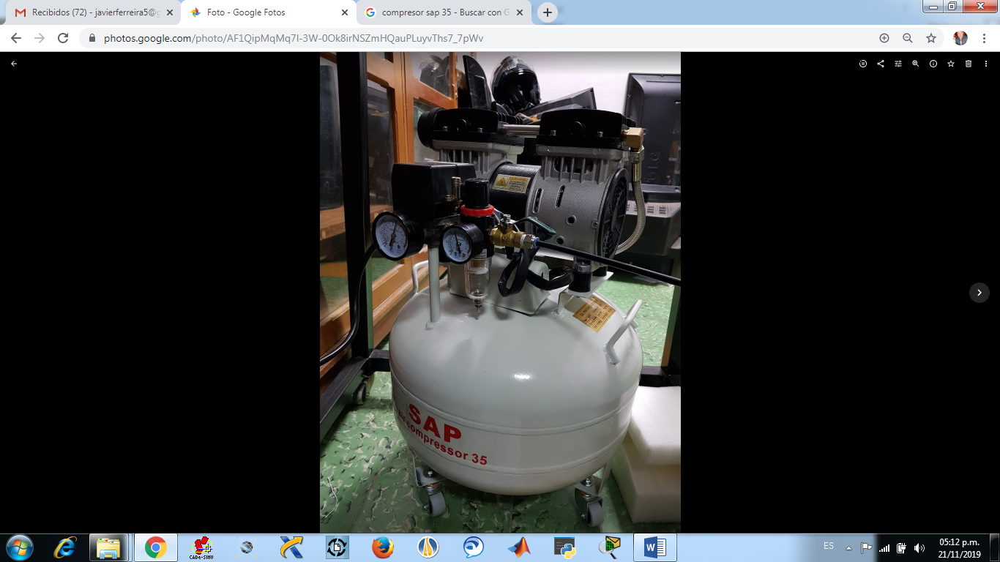 Recibidos (72) - javierferreira5@g
Foto - Google Fotos
compresor sap 35 - Buscar con G
photos.google.com/photo/AF1QipMqMq7I-3W-0Ok8irNSZmHQauPLuyvThs7_7pWv
SAP
air compressor 35
CADe-SIMU
ES
05:12 p.m.
21/11/2019